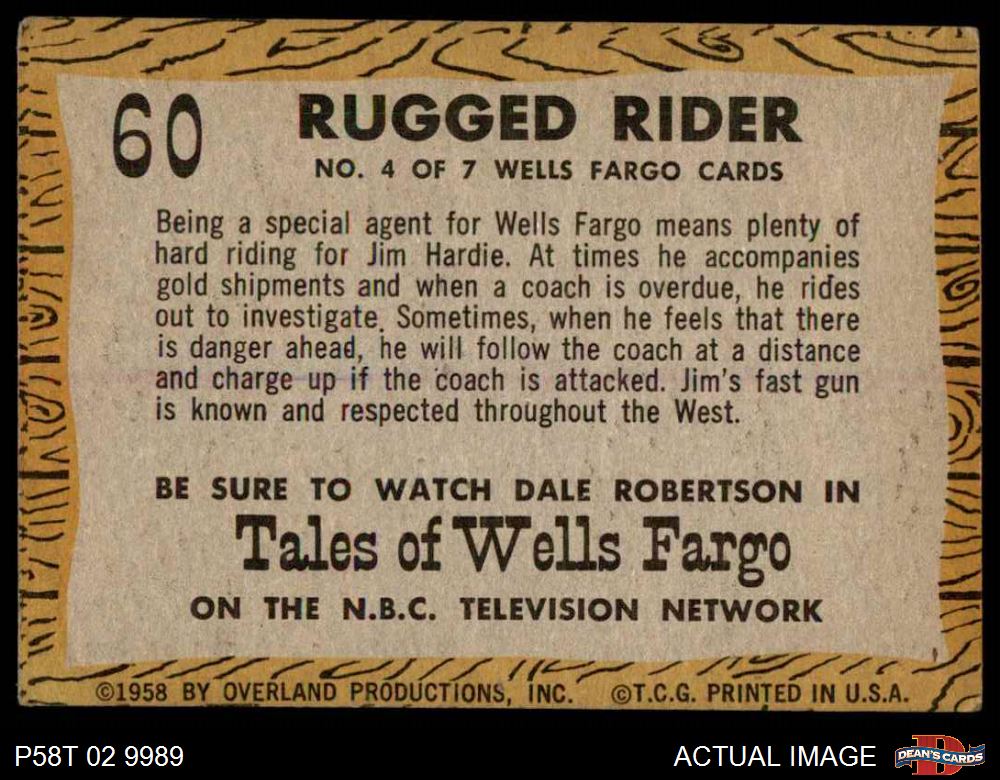 60
RUGGED RIDER
NO. 4 OF 7 WELLS FARGO CARDS
Being a special agent for Wells Fargo means plenty of
hard riding for Jim Hardie. At times he accompanies
gold shipments and when a coach is overdue, he rides
out to investigate. Sometimes, when he feels that there
is danger ahead, he will follow the coach at a distance
and charge up if the coach is attacked. Jim's fast gun
is known and respected throughout the West.
BE SURE TO WATCH DALE ROBERTSON IN
Tales of Wells Fargo
ON THE N.B.C. TELEVISION NETWORK
©1958 BY OVERLAND PRODUCTIONS, INC. ©T.C.G. PRINTED IN U.S.A.
P58T 02 9989
ACTUAL IMAGE
D
DEAN'S CARDS